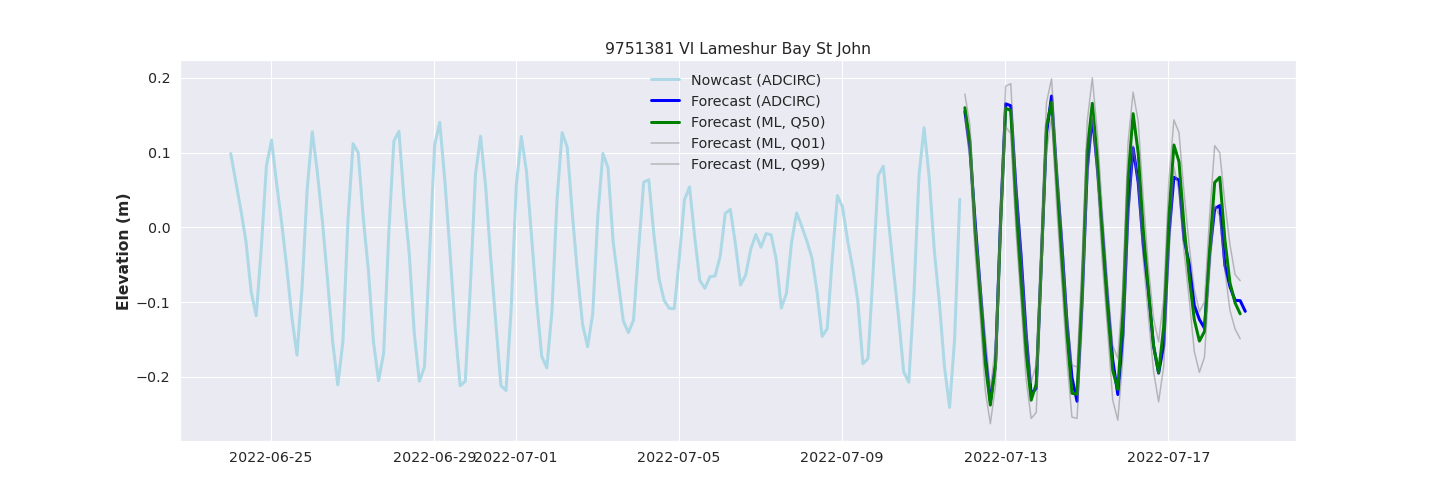 9751381 VI Lameshur Bay St John
Nowcast (ADCIRC)
Forecast (ADCIRC)
Forecast (ML, Q50)
Forecast (ML, Q01)
Forecast (ML, Q99)
Elevation (m)
0.2
0.1
0.0
−0.1
−0.2
2022-06-25
2022-06-29
2022-07-01
2022-07-05
2022-07-09
2022-07-13
2022-07-17